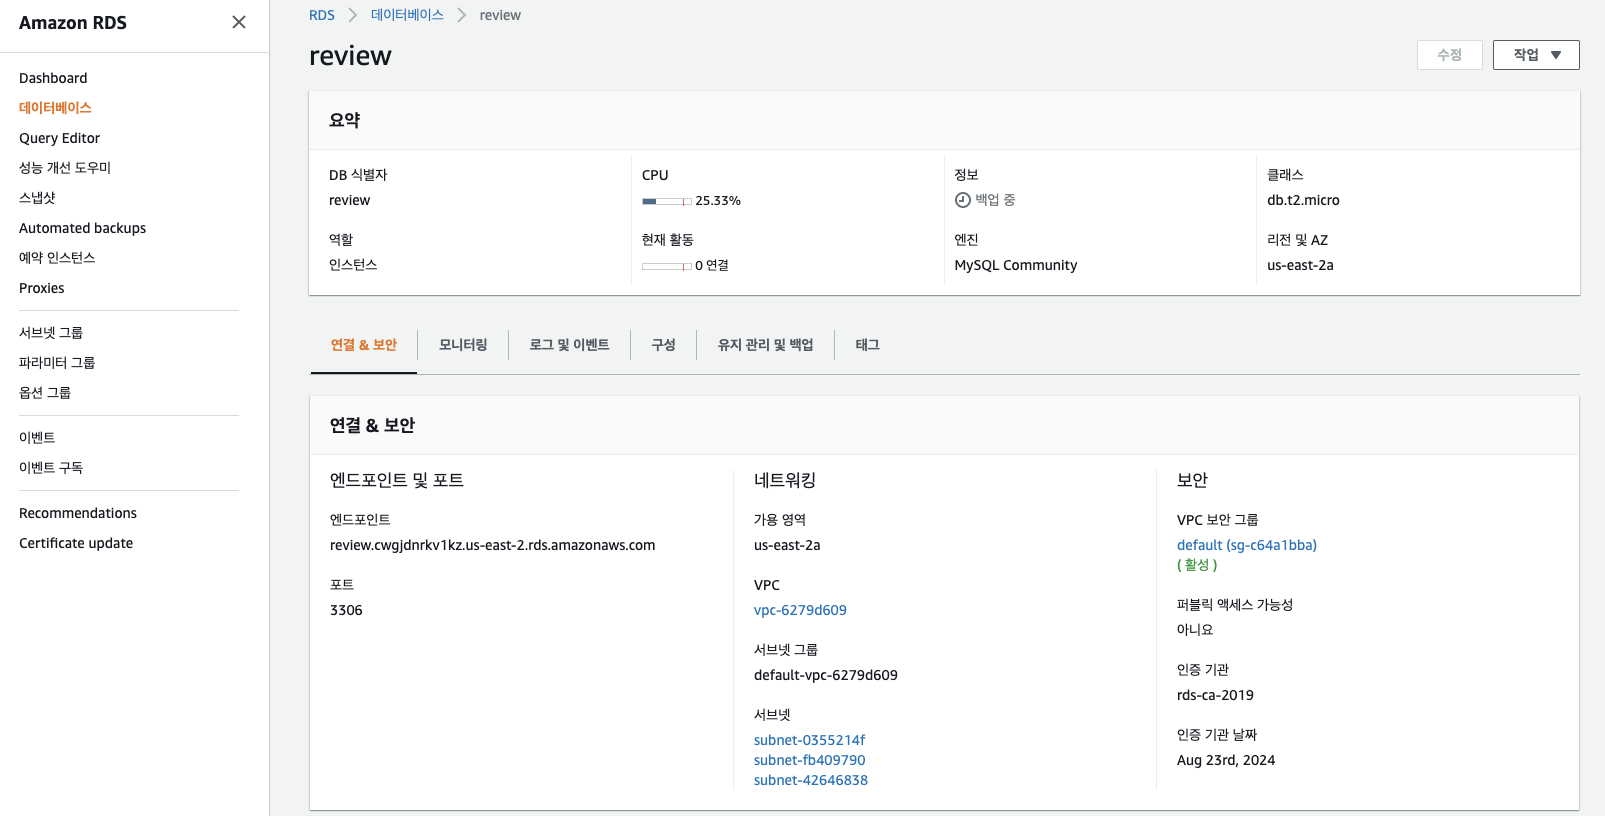 Amazon RDS
Dashboard
데이터베이스
Query Editor
성능 개선 도우미
스냅샷
Automated backups
예약 인스턴스
Proxies
서브넷 그룹
파라미터 그룹
옵션 그룹
이벤트
이벤트 구독
Recommendations
Certificate update
RDS 데이터베이스 review
review
수정 작업
요약
DB 식별자
review
역할
인스턴스
CPU
25.33%
현재 활동
0 연결
정보
백업 중
엔진
MySQL Community
클래스
db.t2.micro
리전 및 AZ
us-east-2a
연결 & 보안 모니터링 로그 및 이벤트 구성 유지 관리 및 백업 태그
연결 & 보안
엔드포인트 및 포트
엔드포인트
review.cwgjdnrkv1kz.us-east-2.rds.amazonaws.com
포트
3306
네트워킹
가용 영역
us-east-2a
VPC
vpc-6279d609
서브넷 그룹
default-vpc-6279d609
서브넷
subnet-0355214f
subnet-fb409790
subnet-42646838
보안
VPC 보안 그룹
default (sg-c64a1bba)
( 활성 )
퍼블릭 액세스 가능성
아니요
인증 기관
rds-ca-2019
인증 기관 날짜
Aug 23rd, 2024